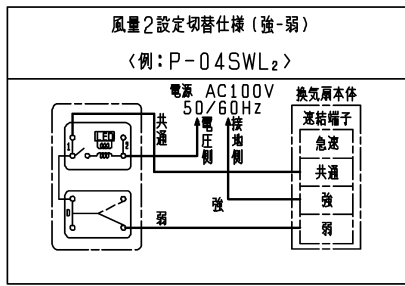 風量2設定切替仕様（強-弱）
〈例：P-04SWL₂〉
電源 AC100V
50/60Hz
換気扇本体
速結端子
急速
共通
強
弱
共通
電圧側
接地側
LED
1
2
0
強
弱